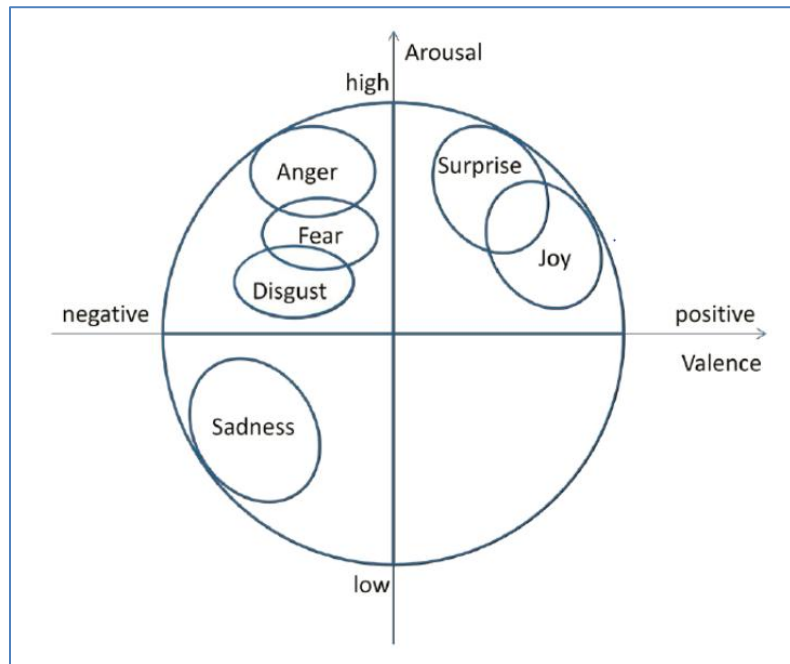 Arousal
high
Anger
Surprise
Fear
Joy
Disgust
negative
positive
Valence
Sadness
low